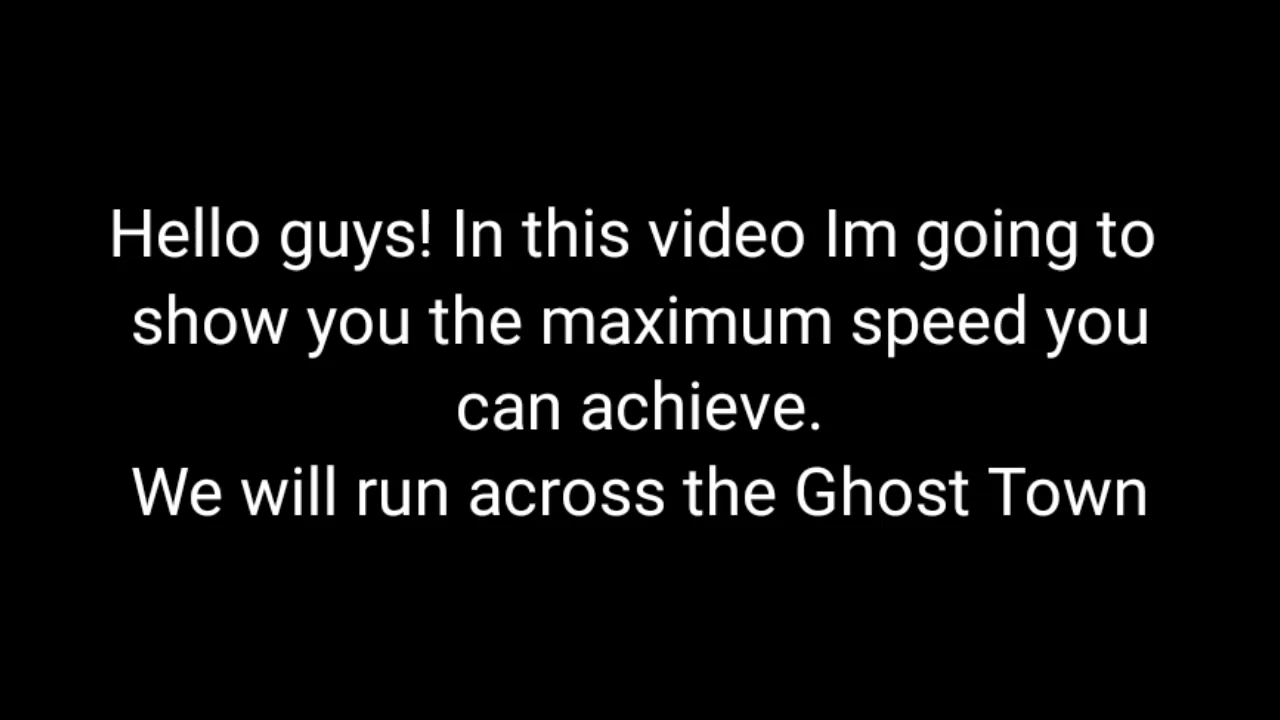 Hello guys! In this video Im going to
show you the maximum speed you
can achieve.
We will run across the Ghost Town